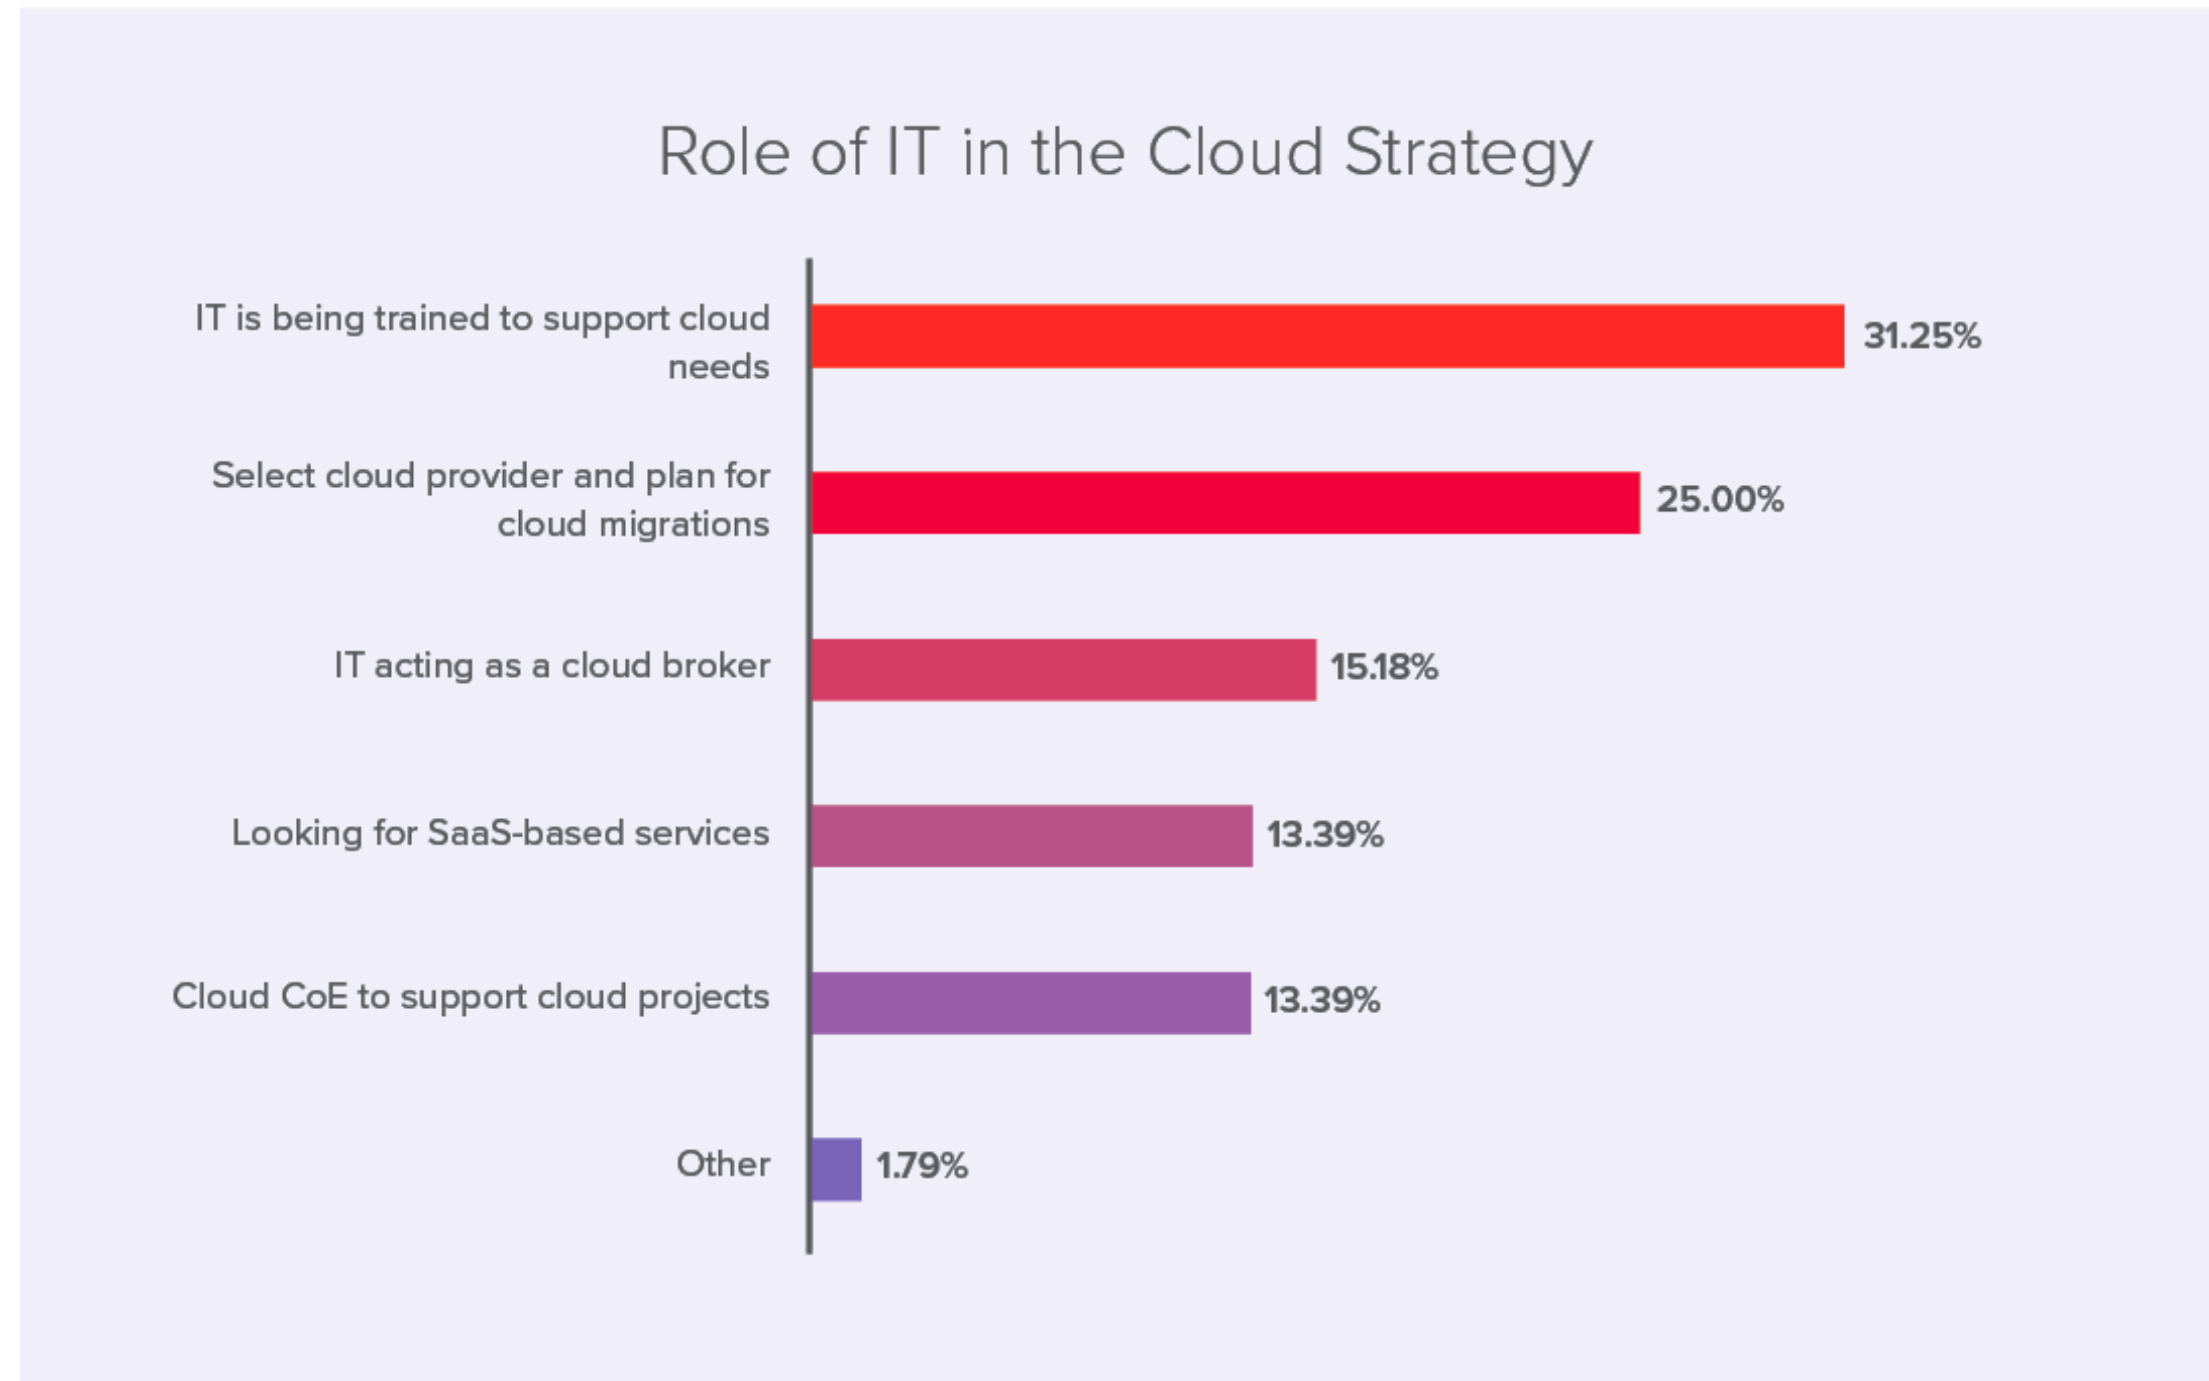 Role of IT in the Cloud Strategy
IT is being trained to support cloud
needs
31.25%
Select cloud provider and plan for
cloud migrations
25.00%
IT acting as a cloud broker
15.18%
Looking for SaaS-based services
13.39%
Cloud CoE to support cloud projects
13.39%
Other
1.79%